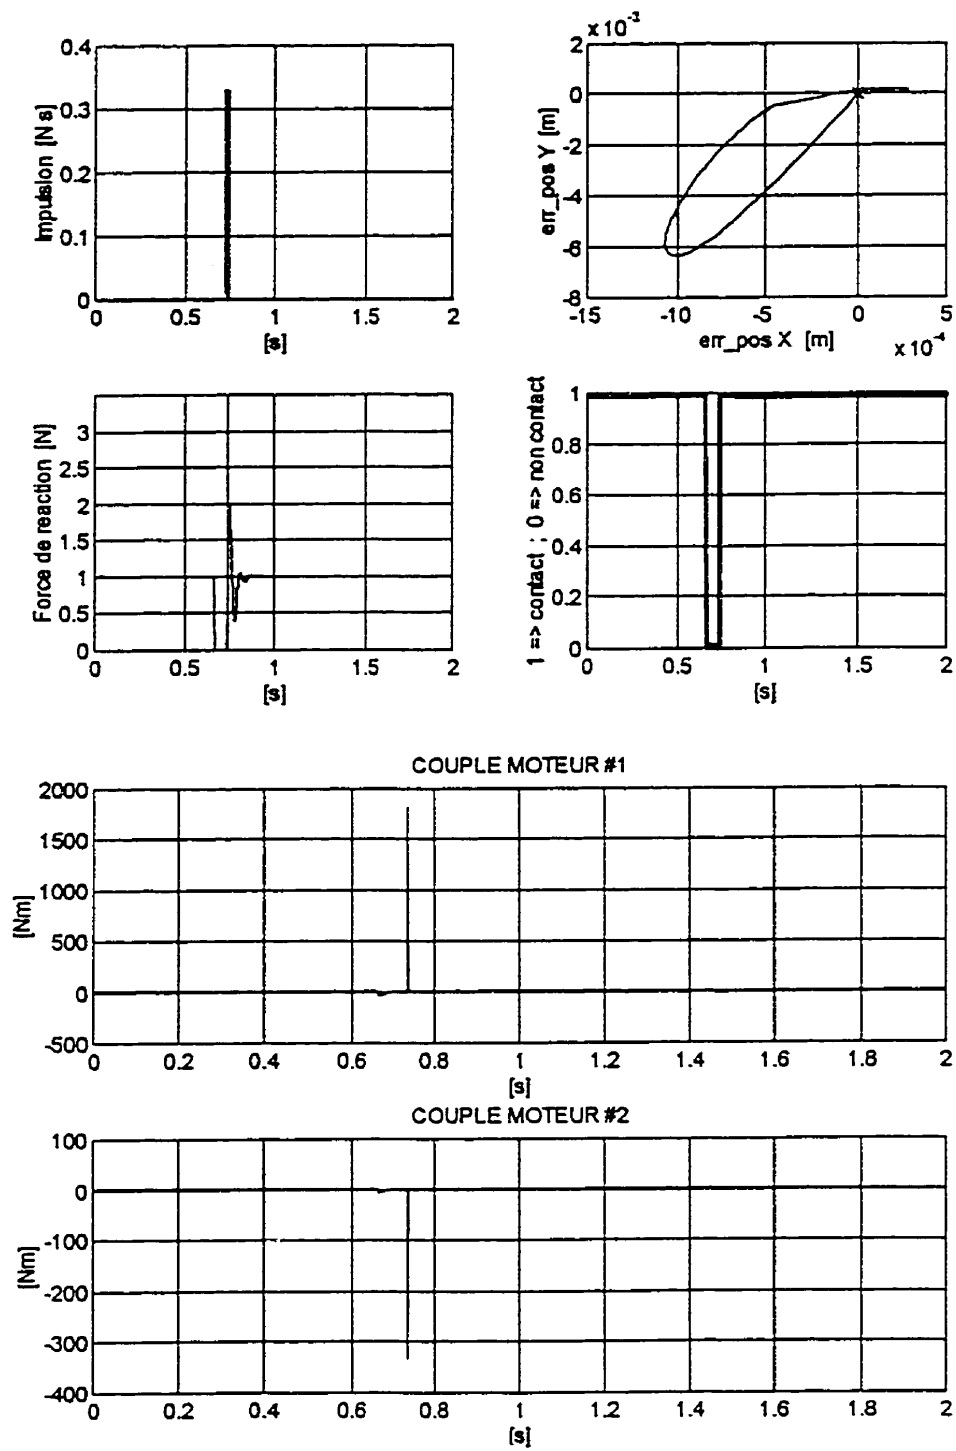 0.4
0.3
0.2
0.1
0
Impulsion [N s]
0 0.5 1 1.5 2
[s]
x 10⁻³
2
0
-2
-4
-6
-8
err_pos Y [m]
-15 -10 -5 0 5
err_pos X [m]
x 10⁻⁴
3
2.5
2
1.5
1
0.5
0
Force de reaction [N]
0 0.5 1 1.5 2
[s]
1
0.8
0.6
0.4
0.2
0
1 => contact ; 0 => non contact
0 0.5 1 1.5 2
[s]
COUPLE MOTEUR #1
2000
1500
1000
500
0
-500
[Nm]
0 0.2 0.4 0.6 0.8 1 1.2 1.4 1.6 1.8 2
[s]
COUPLE MOTEUR #2
100
0
-100
-200
-300
-400
[Nm]
0 0.2 0.4 0.6 0.8 1 1.2 1.4 1.6 1.8 2
[s]